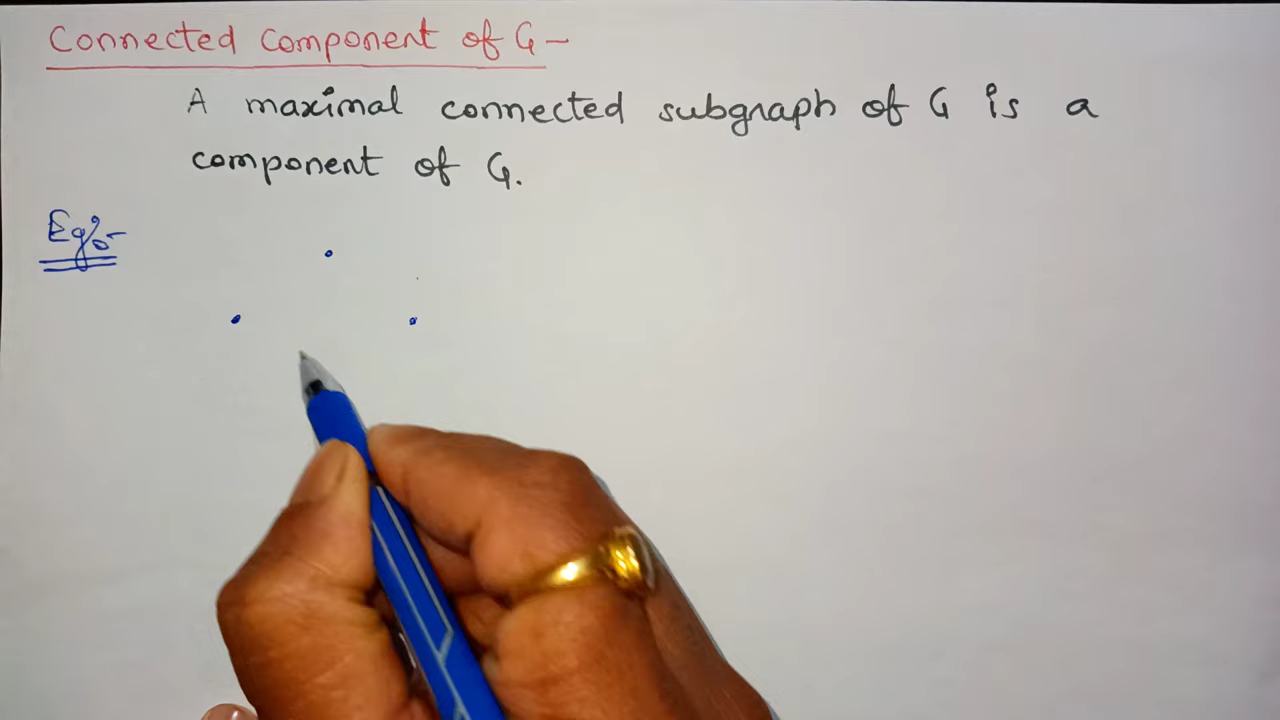 Connected Component of G -
A maximal connected subgraph of G is a
component of G.
Eg:-